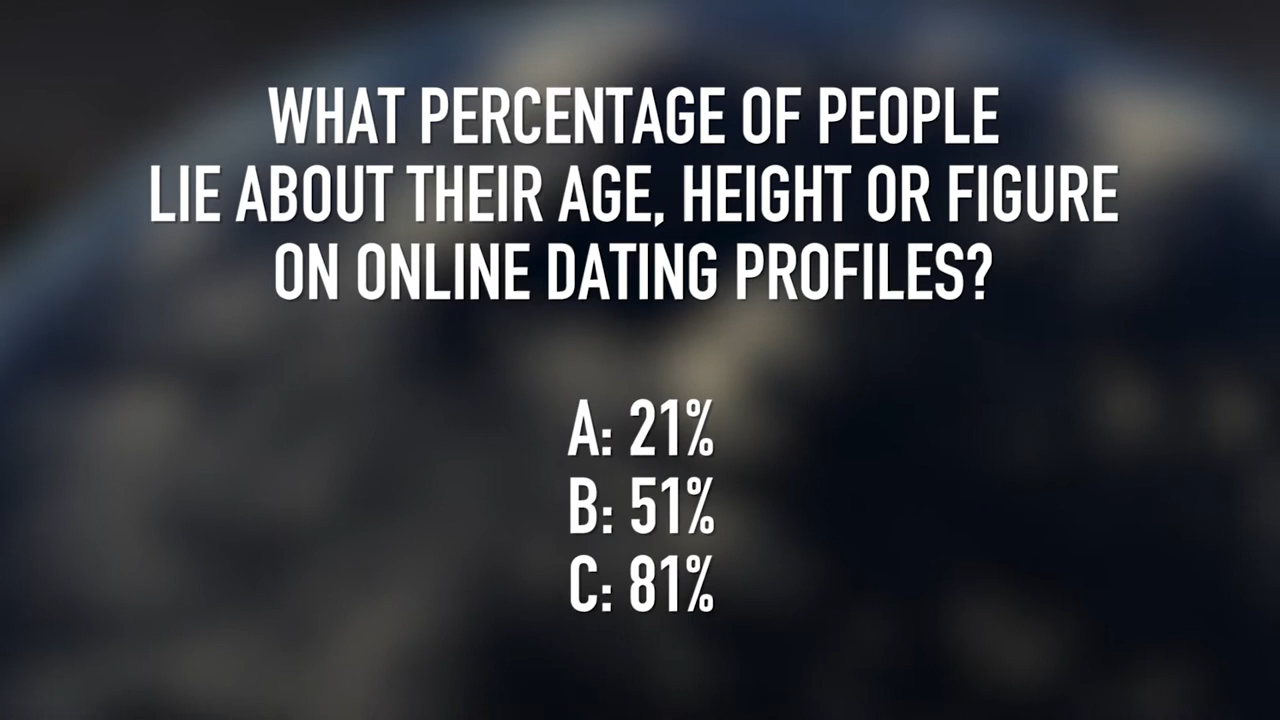 WHAT PERCENTAGE OF PEOPLE
LIE ABOUT THEIR AGE, HEIGHT OR FIGURE
ON ONLINE DATING PROFILES?
A: 21%
B: 51%
C: 81%